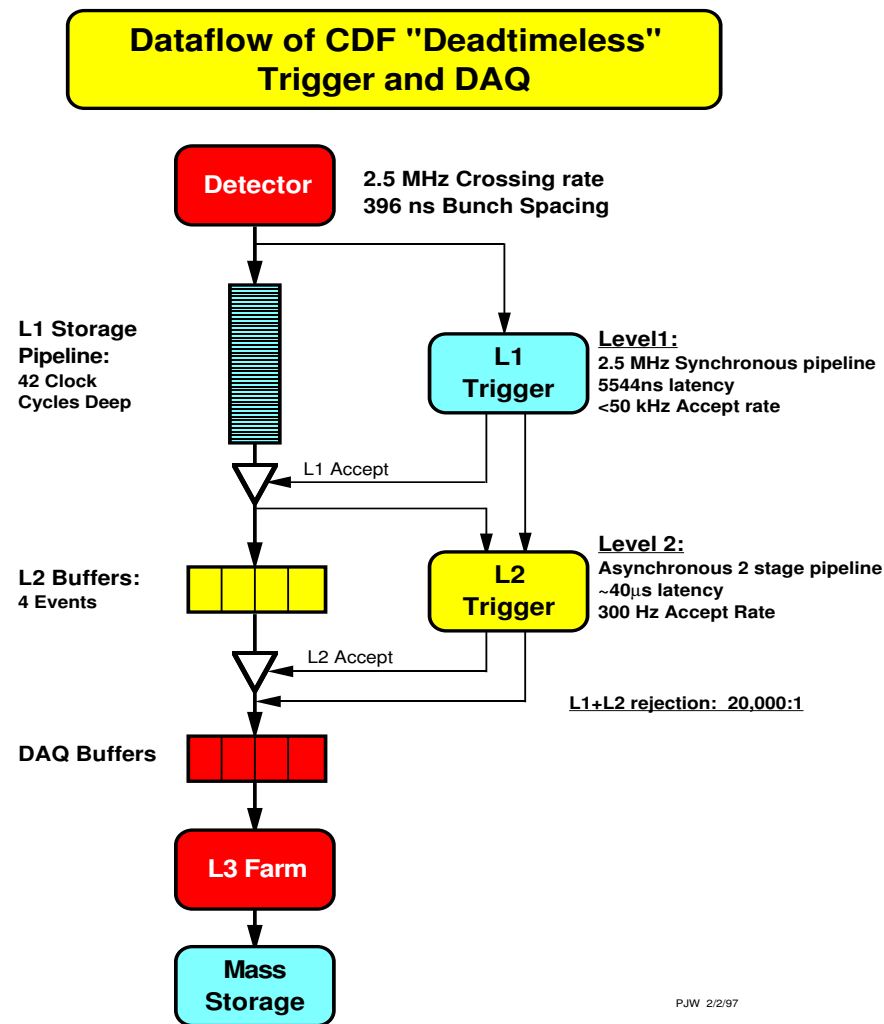 Dataflow of CDF "Deadtimeless"
Trigger and DAQ
Detector
2.5 MHz Crossing rate
396 ns Bunch Spacing
L1 Storage
Pipeline:
42 Clock
Cycles Deep
L1
Trigger
Level1:
2.5 MHz Synchronous pipeline
5544ns latency
<50 kHz Accept rate
L1 Accept
L2 Buffers:
4 Events
L2
Trigger
Level 2:
Asynchronous 2 stage pipeline
~40μs latency
300 Hz Accept Rate
L2 Accept
L1+L2 rejection: 20,000:1
DAQ Buffers
L3 Farm
Mass
Storage
PJW 2/2/97